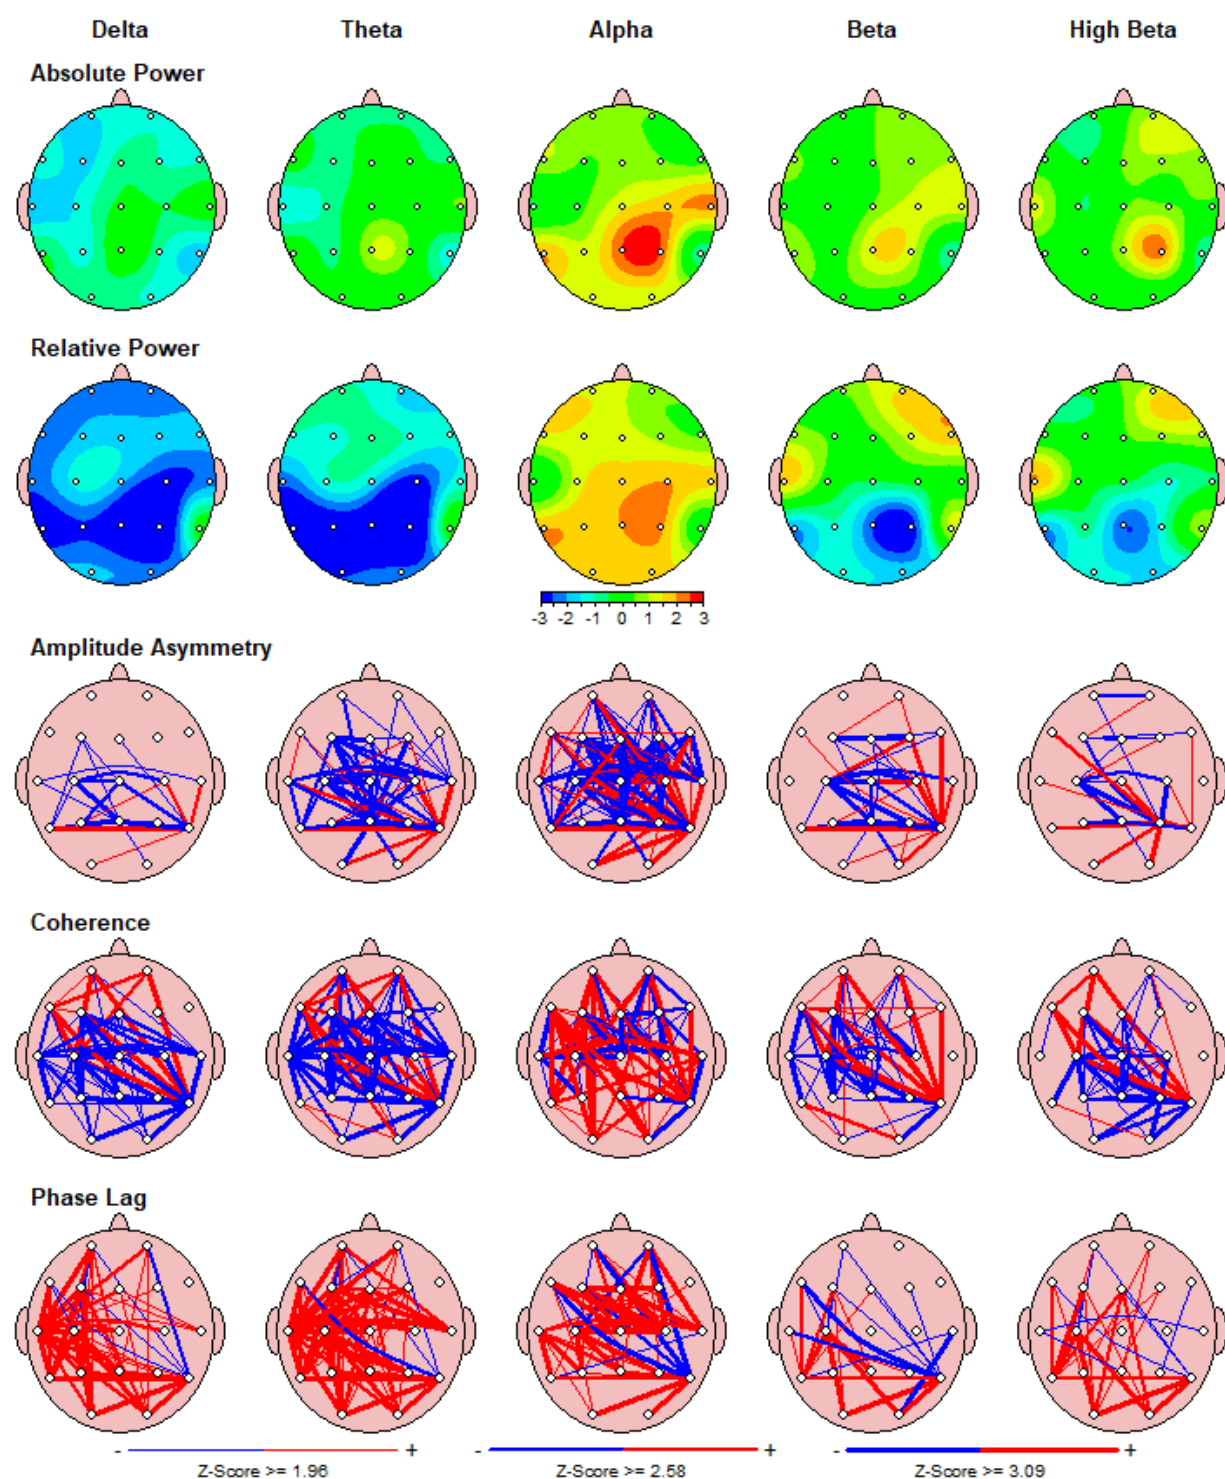 Delta Theta Alpha Beta High Beta
Absolute Power
Relative Power
-3 -2 -1 0 1 2 3
Amplitude Asymmetry
Coherence
Phase Lag
- + - + - +
Z-Score >= 1.96 Z-Score >= 2.58 Z-Score >= 3.09